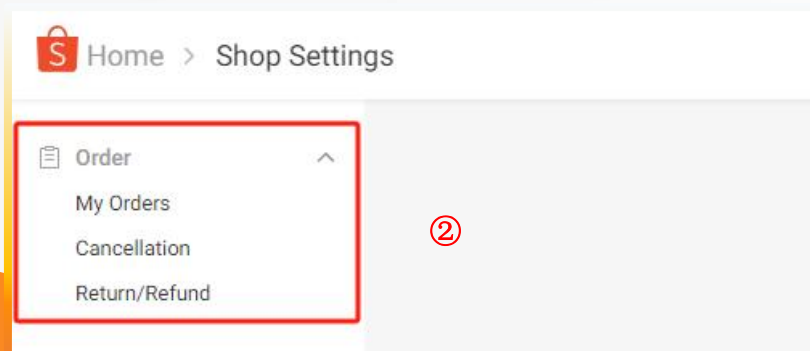 S Home > Shop Settings
Order
My Orders
②
Cancellation
Return/Refund